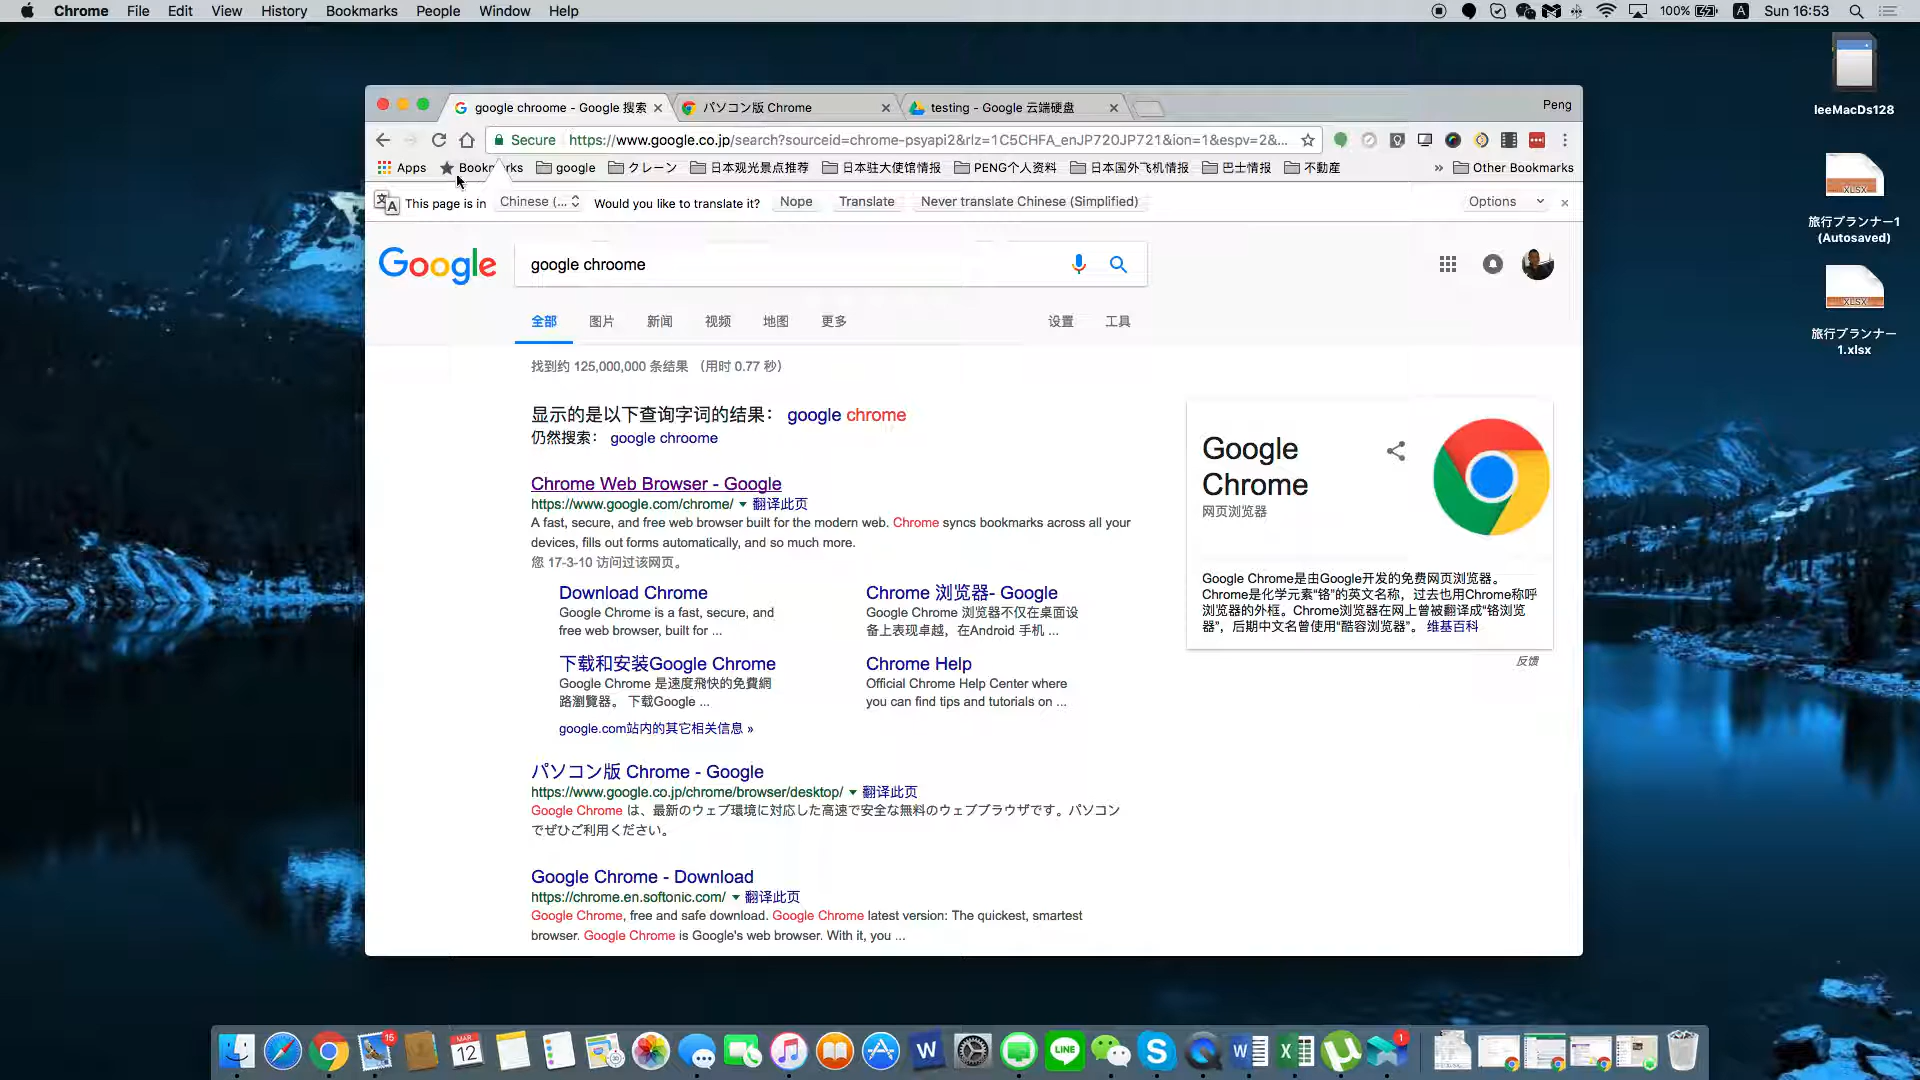 Chrome File Edit View History Bookmarks People Window Help
100% A Sun 16:53
leeMacDs128
XLSX
旅行プランナー1
(Autosaved)
XLSX
旅行プランナー
1.xlsx
google chroome - Google 搜索
パソコン版 Chrome
testing - Google 云端硬盘
Peng
Secure https://www.google.co.jp/search?sourceid=chrome-psyapi2&rlz=1C5CHFA_enJP720JP721&ion=1&espv=2&...
Apps Bookmarks google クレーン 日本观光景点推荐 日本驻大使馆情报 PENG个人资料 日本国外飞机情报 巴士情报 不動産 » Other Bookmarks
This page is in Chinese (... Would you like to translate it? Nope Translate Never translate Chinese (Simplified) Options
Google
google chroome
全部 图片 新闻 视频 地图 更多 设置 工具
找到约 125,000,000 条结果 （用时 0.77 秒）
显示的是以下查询字词的结果： google chrome
仍然搜索： google chroome
Chrome Web Browser - Google
https://www.google.com/chrome/ 翻译此页
A fast, secure, and free web browser built for the modern web. Chrome syncs bookmarks across all your
devices, fills out forms automatically, and so much more.
您 17-3-10 访问过该网页。
Download Chrome
Google Chrome is a fast, secure, and
free web browser, built for ...
Chrome 浏览器- Google
Google Chrome 浏览器不仅在桌面设
备上表现卓越，在Android 手机 ...
下载和安装Google Chrome
Google Chrome 是速度飛快的免費網
路瀏覽器。 下载Google ...
Chrome Help
Official Chrome Help Center where
you can find tips and tutorials on ...
google.com站内的其它相关信息 »
パソコン版 Chrome - Google
https://www.google.co.jp/chrome/browser/desktop/ 翻译此页
Google Chrome は、最新のウェブ環境に対応した高速で安全な無料のウェブブラウザです。パソコン
でぜひご利用ください。
Google Chrome - Download
https://chrome.en.softonic.com/ 翻译此页
Google Chrome, free and safe download. Google Chrome latest version: The quickest, smartest
browser. Google Chrome is Google's web browser. With it, you ...
Google
Chrome
网页浏览器
Google Chrome是由Google开发的免费网页浏览器。
Chrome是化学元素“铬”的英文名称，过去也用Chrome称呼
浏览器的外框。Chrome浏览器在网上曾被翻译成“铬浏览
器”，后期中文名曾使用“酷容浏览器”。 维基百科
反馈
15
MAR
12
LINE
1